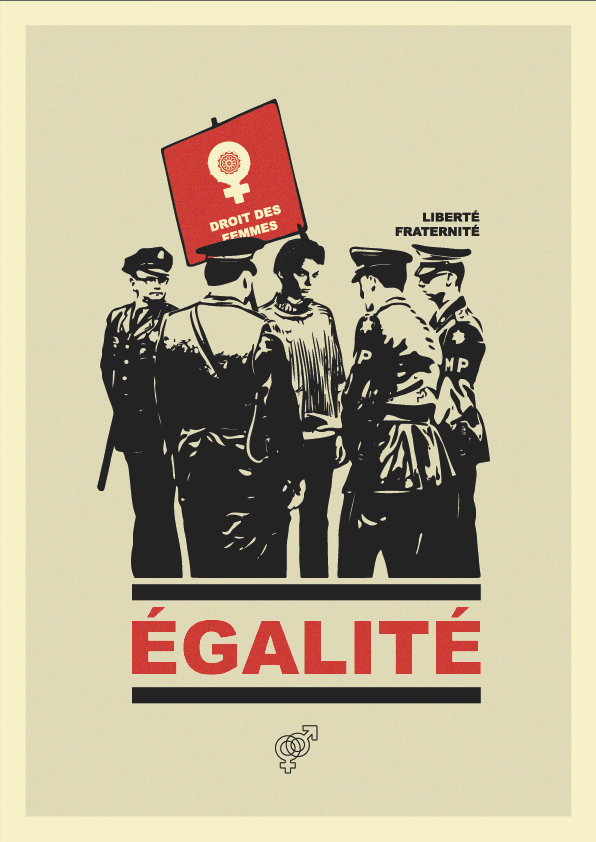 DROIT DES
FEMMES
LIBERTÉ
FRATERNITÉ
P
MP
ÉGALITÉ